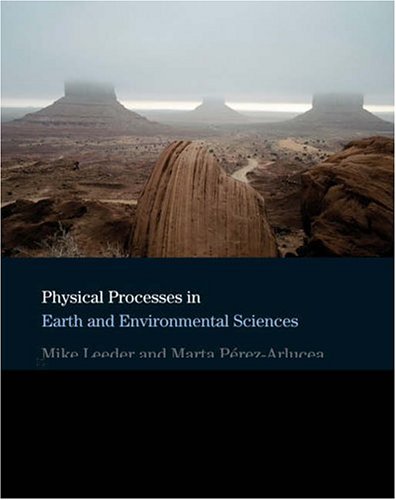 Physical Processes in
Earth and Environmental Sciences
Mike Leeder and Marta Pérez-Arlucea